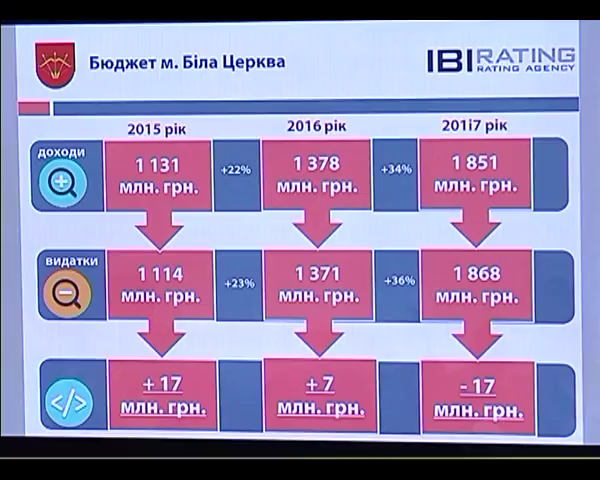 Бюджет м. Біла Церква
IBI RATING
RATING AGENCY
2015 рік
2016 рік
201і7 рік
доходи
1 131
млн. грн.
+22%
1 378
млн. грн.
+34%
1 851
млн. грн.
видатки
1 114
млн. грн.
+23%
1 371
млн. грн.
+36%
1 868
млн. грн.
</>
+ 17
млн. грн.
+ 7
млн. грн.
- 17
млн. грн.